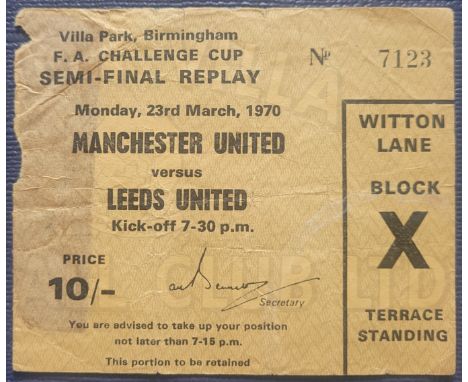 Villa Park, Birmingham
F. A. CHALLENGE CUP
SEMI-FINAL REPLAY
Nº 7123
Monday, 23rd March, 1970
MANCHESTER UNITED
versus
LEEDS UNITED
Kick-off 7-30 p.m.
PRICE
10/-
Secretary
You are advised to take up your position
not later than 7-15 p.m.
This portion to be retained
WITTON
LANE
BLOCK
X
TERRACE
STANDING